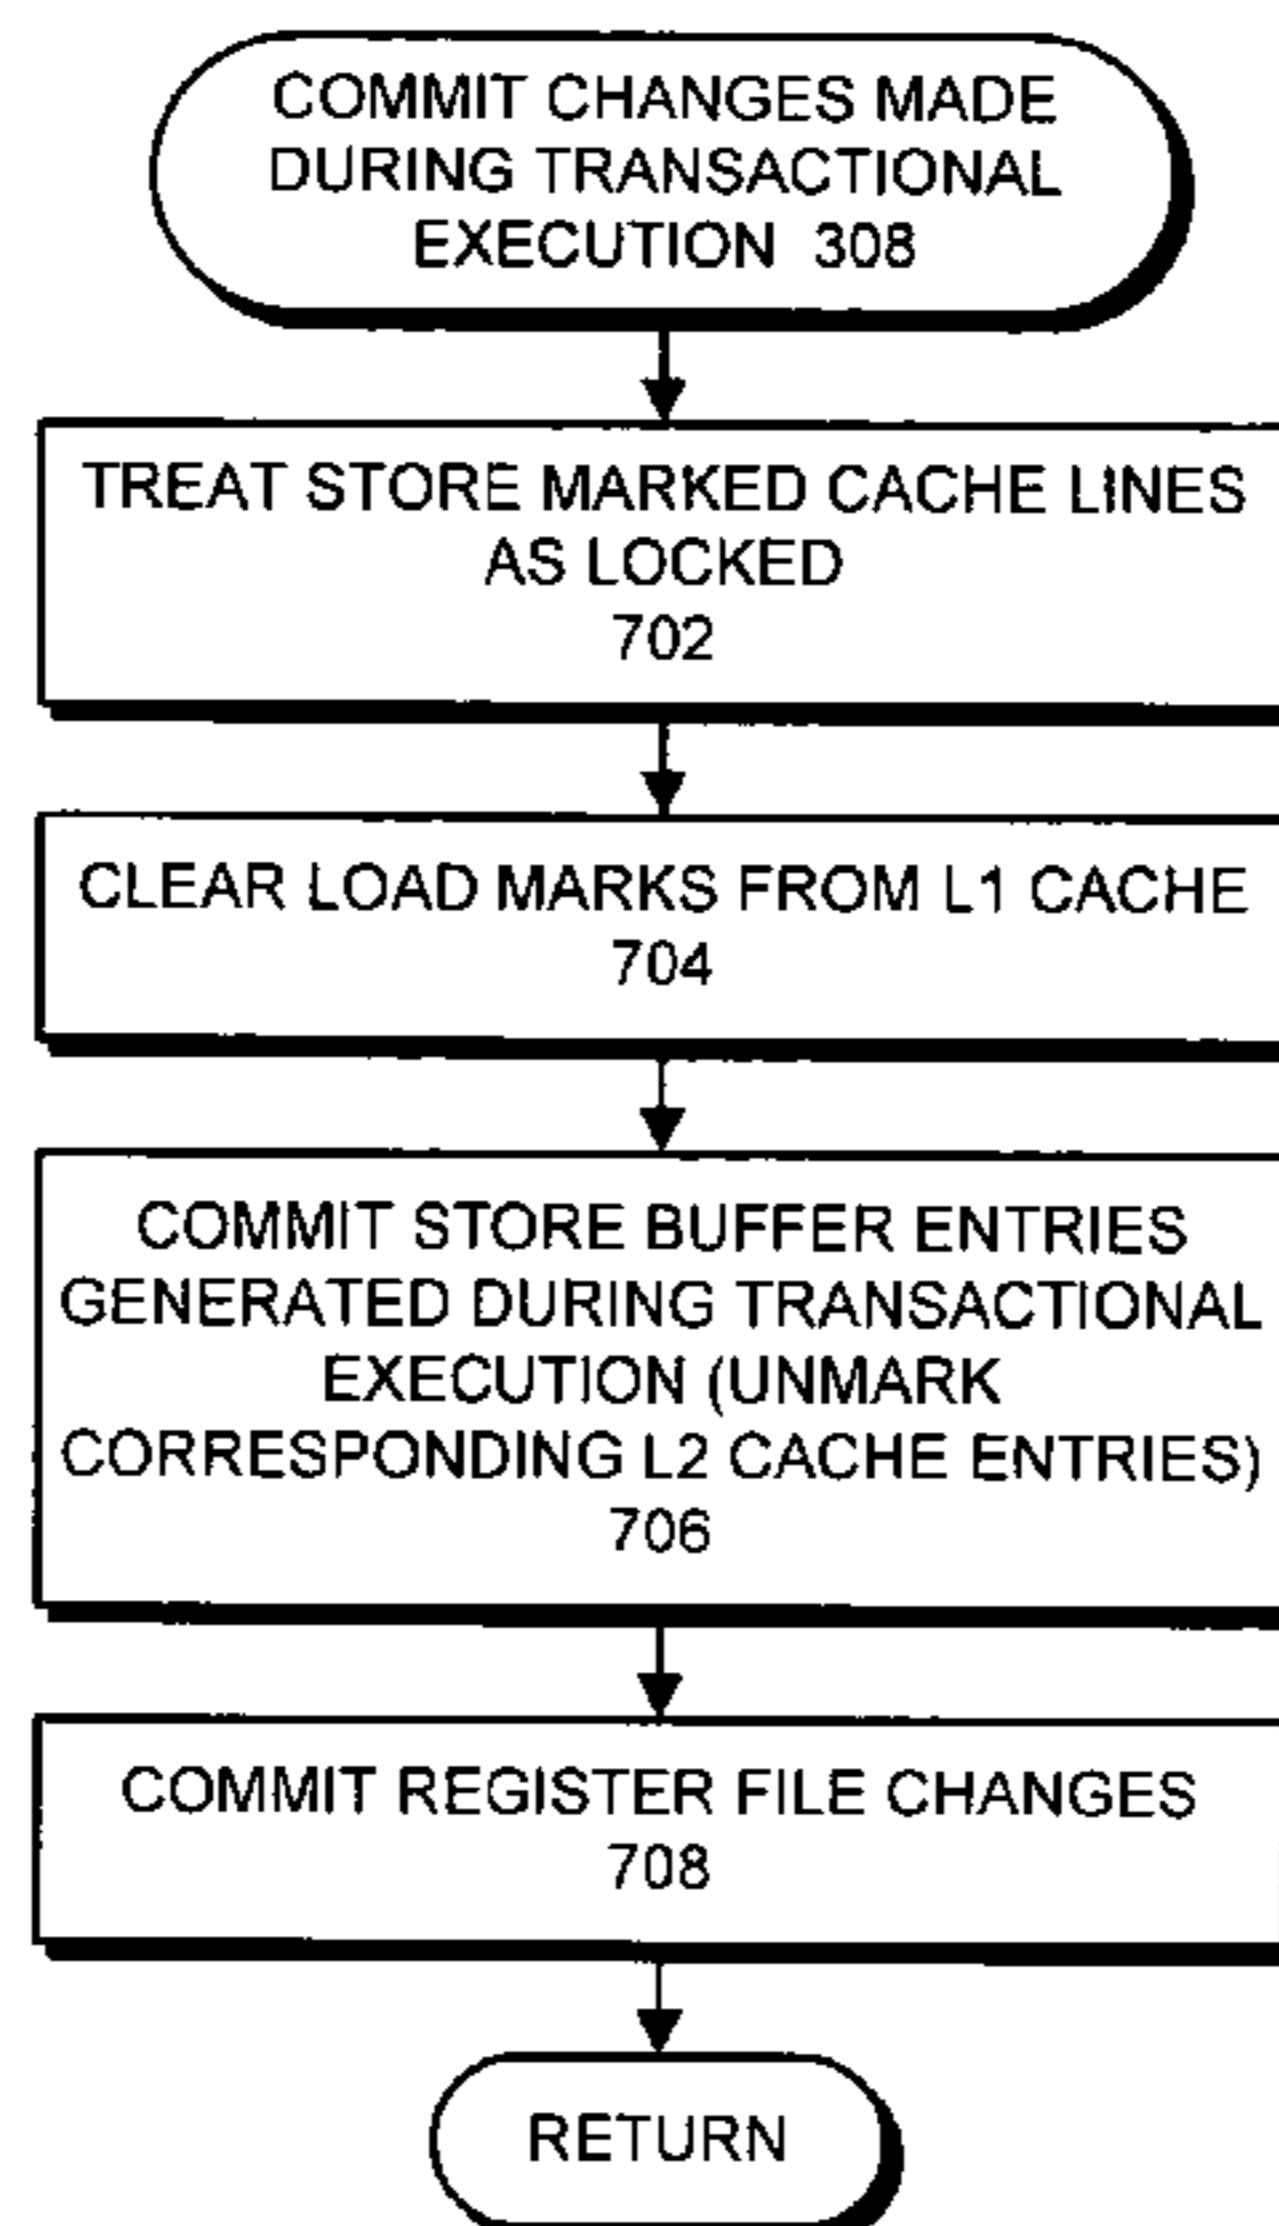 COMMIT CHANGES MADE
DURING TRANSACTIONAL
EXECUTION 308
TREAT STORE MARKED CACHE LINES
AS LOCKED
702
CLEAR LOAD MARKS FROM L1 CACHE
704
COMMIT STORE BUFFER ENTRIES
GENERATED DURING TRANSACTIONAL
EXECUTION (UNMARK
CORRESPONDING L2 CACHE ENTRIES)
706
COMMIT REGISTER FILE CHANGES
708
RETURN